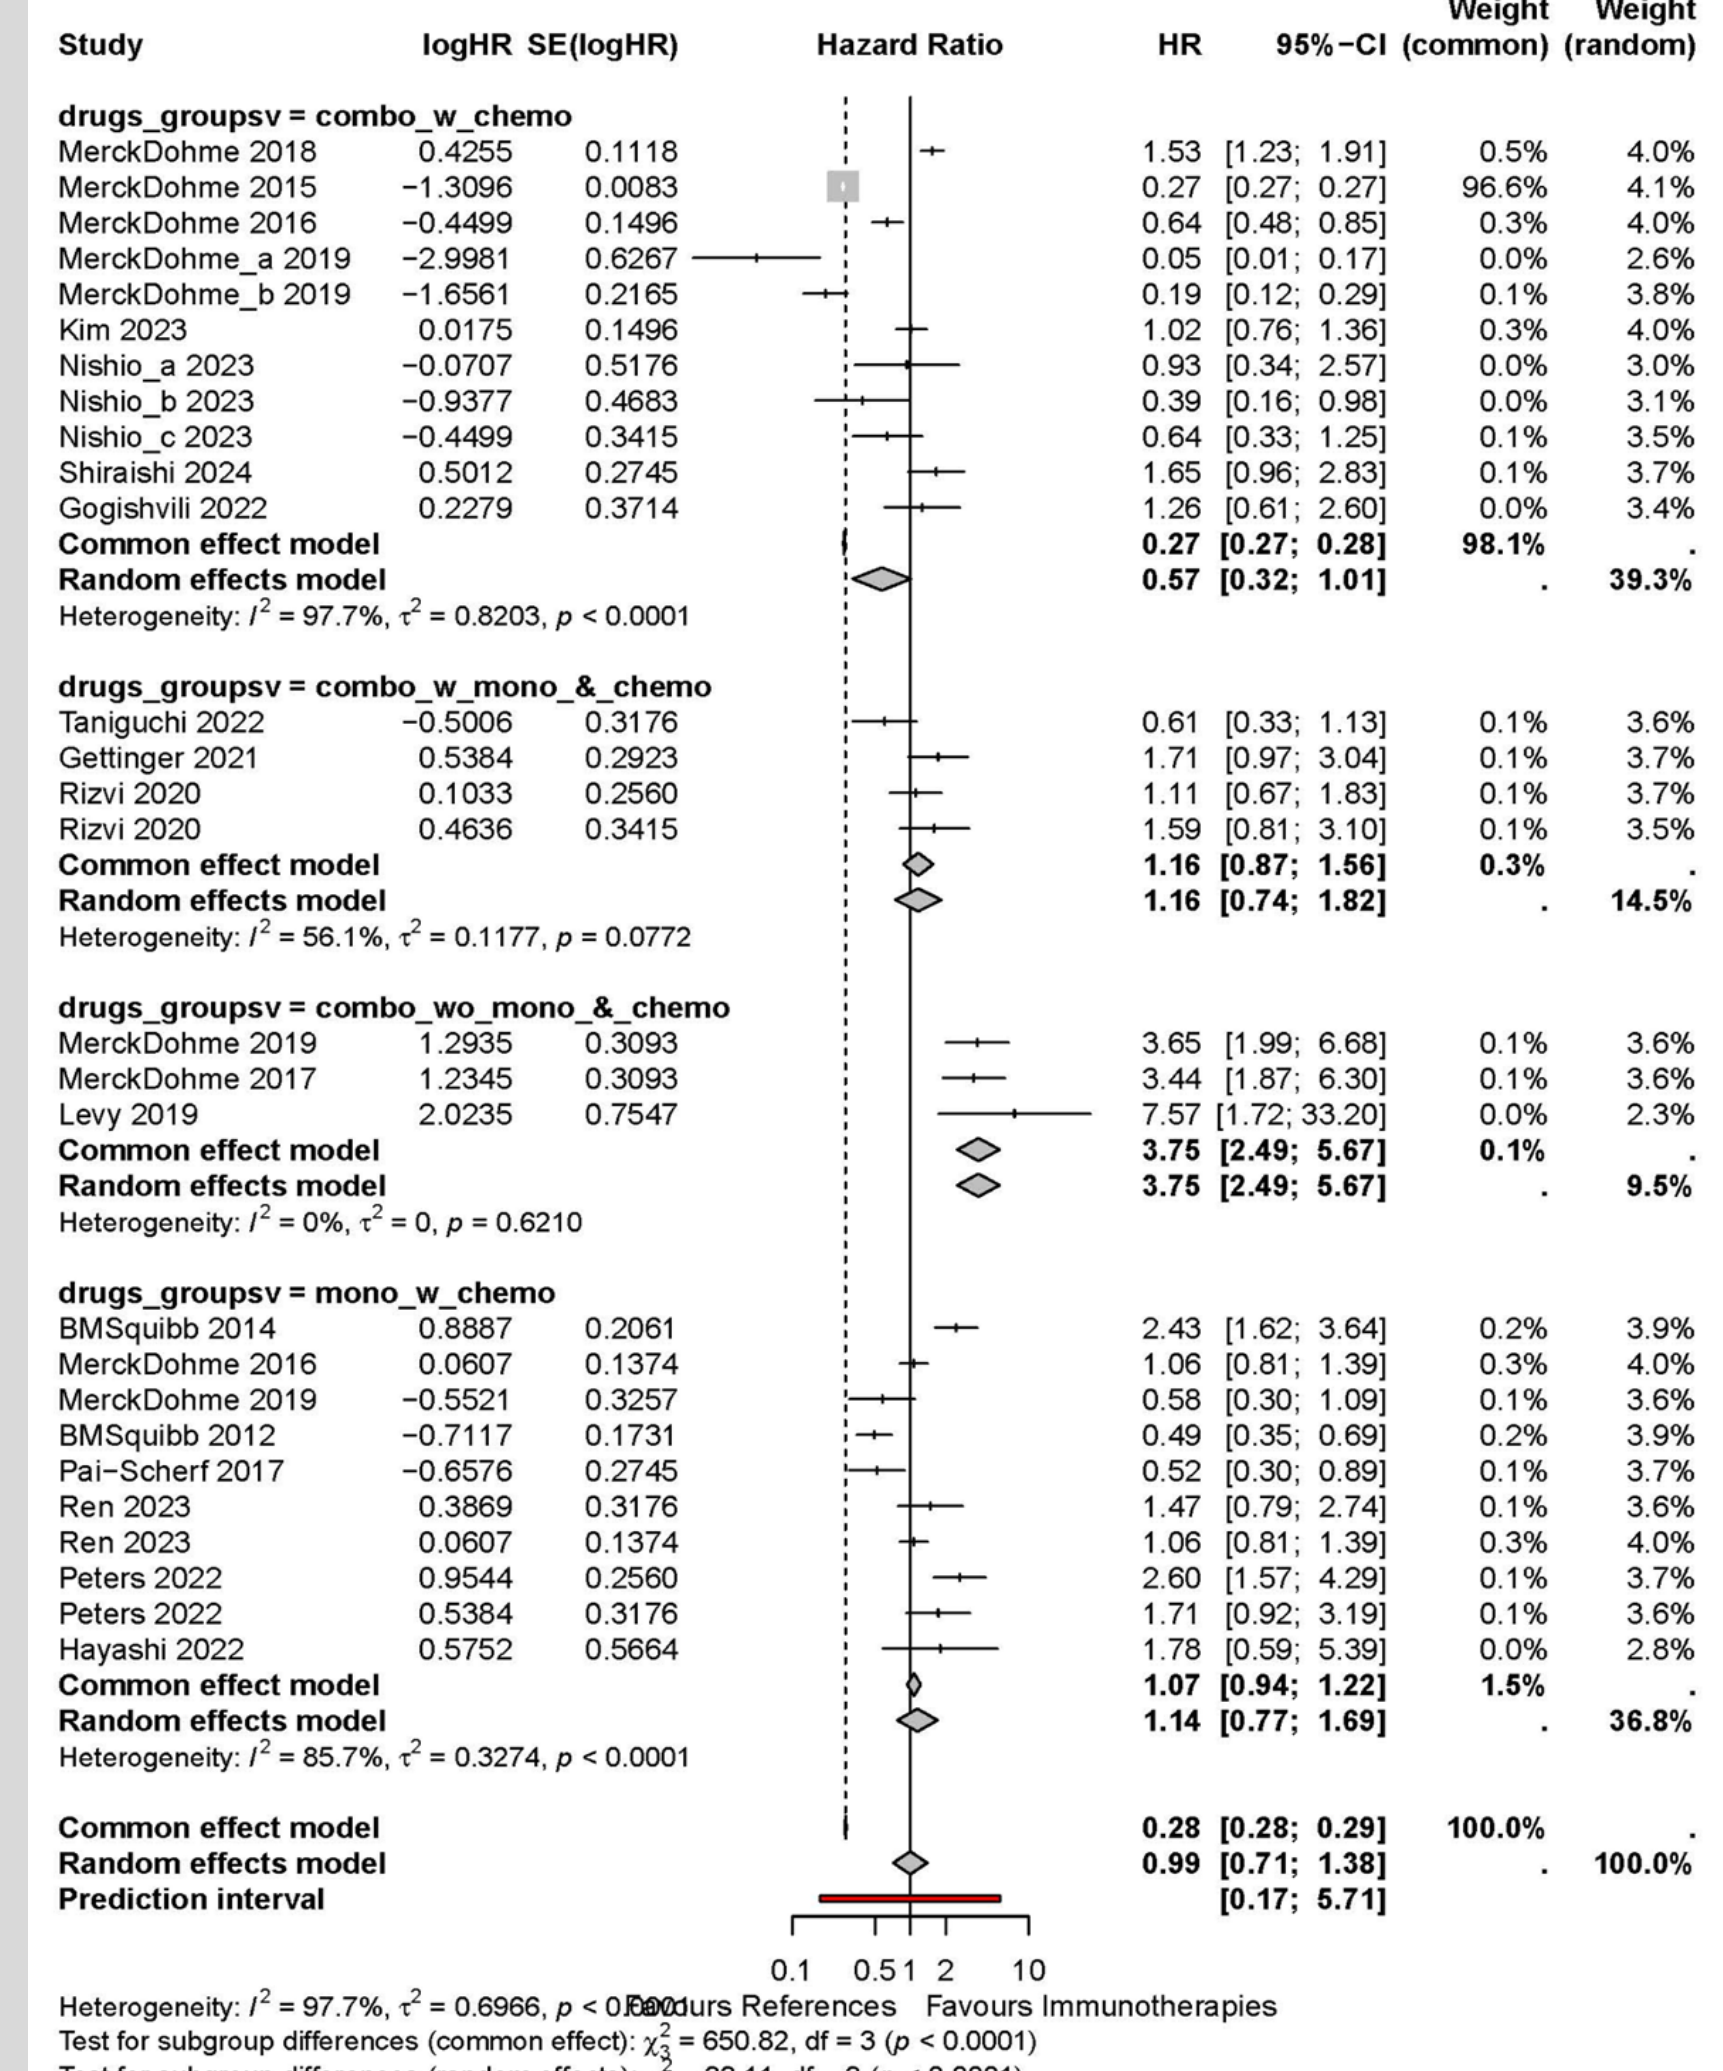 Weight Weight
Study logHR SE(logHR) Hazard Ratio HR 95%−CI (common) (random)
drugs_groupsv = combo_w_chemo
MerckDohme 2018 0.4255 0.1118 1.53 [1.23; 1.91] 0.5% 4.0%
MerckDohme 2015 −1.3096 0.0083 0.27 [0.27; 0.27] 96.6% 4.1%
MerckDohme 2016 −0.4499 0.1496 0.64 [0.48; 0.85] 0.3% 4.0%
MerckDohme_a 2019 −2.9981 0.6267 0.05 [0.01; 0.17] 0.0% 2.6%
MerckDohme_b 2019 −1.6561 0.2165 0.19 [0.12; 0.29] 0.1% 3.8%
Kim 2023 0.0175 0.1496 1.02 [0.76; 1.36] 0.3% 4.0%
Nishio_a 2023 −0.0707 0.5176 0.93 [0.34; 2.57] 0.0% 3.0%
Nishio_b 2023 −0.9377 0.4683 0.39 [0.16; 0.98] 0.0% 3.1%
Nishio_c 2023 −0.4499 0.3415 0.64 [0.33; 1.25] 0.1% 3.5%
Shiraishi 2024 0.5012 0.2745 1.65 [0.96; 2.83] 0.1% 3.7%
Gogishvili 2022 0.2279 0.3714 1.26 [0.61; 2.60] 0.0% 3.4%
Common effect model 0.27 [0.27; 0.28] 98.1% .
Random effects model 0.57 [0.32; 1.01] . 39.3%
Heterogeneity: I² = 97.7%, τ² = 0.8203, p < 0.0001
drugs_groupsv = combo_w_mono_&_chemo
Taniguchi 2022 −0.5006 0.3176 0.61 [0.33; 1.13] 0.1% 3.6%
Gettinger 2021 0.5384 0.2923 1.71 [0.97; 3.04] 0.1% 3.7%
Rizvi 2020 0.1033 0.2560 1.11 [0.67; 1.83] 0.1% 3.7%
Rizvi 2020 0.4636 0.3415 1.59 [0.81; 3.10] 0.1% 3.5%
Common effect model 1.16 [0.87; 1.56] 0.3% .
Random effects model 1.16 [0.74; 1.82] . 14.5%
Heterogeneity: I² = 56.1%, τ² = 0.1177, p = 0.0772
drugs_groupsv = combo_wo_mono_&_chemo
MerckDohme 2019 1.2935 0.3093 3.65 [1.99; 6.68] 0.1% 3.6%
MerckDohme 2017 1.2345 0.3093 3.44 [1.87; 6.30] 0.1% 3.6%
Levy 2019 2.0235 0.7547 7.57 [1.72; 33.20] 0.0% 2.3%
Common effect model 3.75 [2.49; 5.67] 0.1% .
Random effects model 3.75 [2.49; 5.67] . 9.5%
Heterogeneity: I² = 0%, τ² = 0, p = 0.6210
drugs_groupsv = mono_w_chemo
BMSquibb 2014 0.8887 0.2061 2.43 [1.62; 3.64] 0.2% 3.9%
MerckDohme 2016 0.0607 0.1374 1.06 [0.81; 1.39] 0.3% 4.0%
MerckDohme 2019 −0.5521 0.3257 0.58 [0.30; 1.09] 0.1% 3.6%
BMSquibb 2012 −0.7117 0.1731 0.49 [0.35; 0.69] 0.2% 3.9%
Pai−Scherf 2017 −0.6576 0.2745 0.52 [0.30; 0.89] 0.1% 3.7%
Ren 2023 0.3869 0.3176 1.47 [0.79; 2.74] 0.1% 3.6%
Ren 2023 0.0607 0.1374 1.06 [0.81; 1.39] 0.3% 4.0%
Peters 2022 0.9544 0.2560 2.60 [1.57; 4.29] 0.1% 3.7%
Peters 2022 0.5384 0.3176 1.71 [0.92; 3.19] 0.1% 3.6%
Hayashi 2022 0.5752 0.5664 1.78 [0.59; 5.39] 0.0% 2.8%
Common effect model 1.07 [0.94; 1.22] 1.5% .
Random effects model 1.14 [0.77; 1.69] . 36.8%
Heterogeneity: I² = 85.7%, τ² = 0.3274, p < 0.0001
Common effect model 0.28 [0.28; 0.29] 100.0% .
Random effects model 0.99 [0.71; 1.38] . 100.0%
Prediction interval [0.17; 5.71]
0.1 0.5 1 2 10
Heterogeneity: I² = 97.7%, τ² = 0.6966, p < 0.0001 Favours References Favours Immunotherapies
Test for subgroup differences (common effect): χ²₃ = 650.82, df = 3 (p < 0.0001)